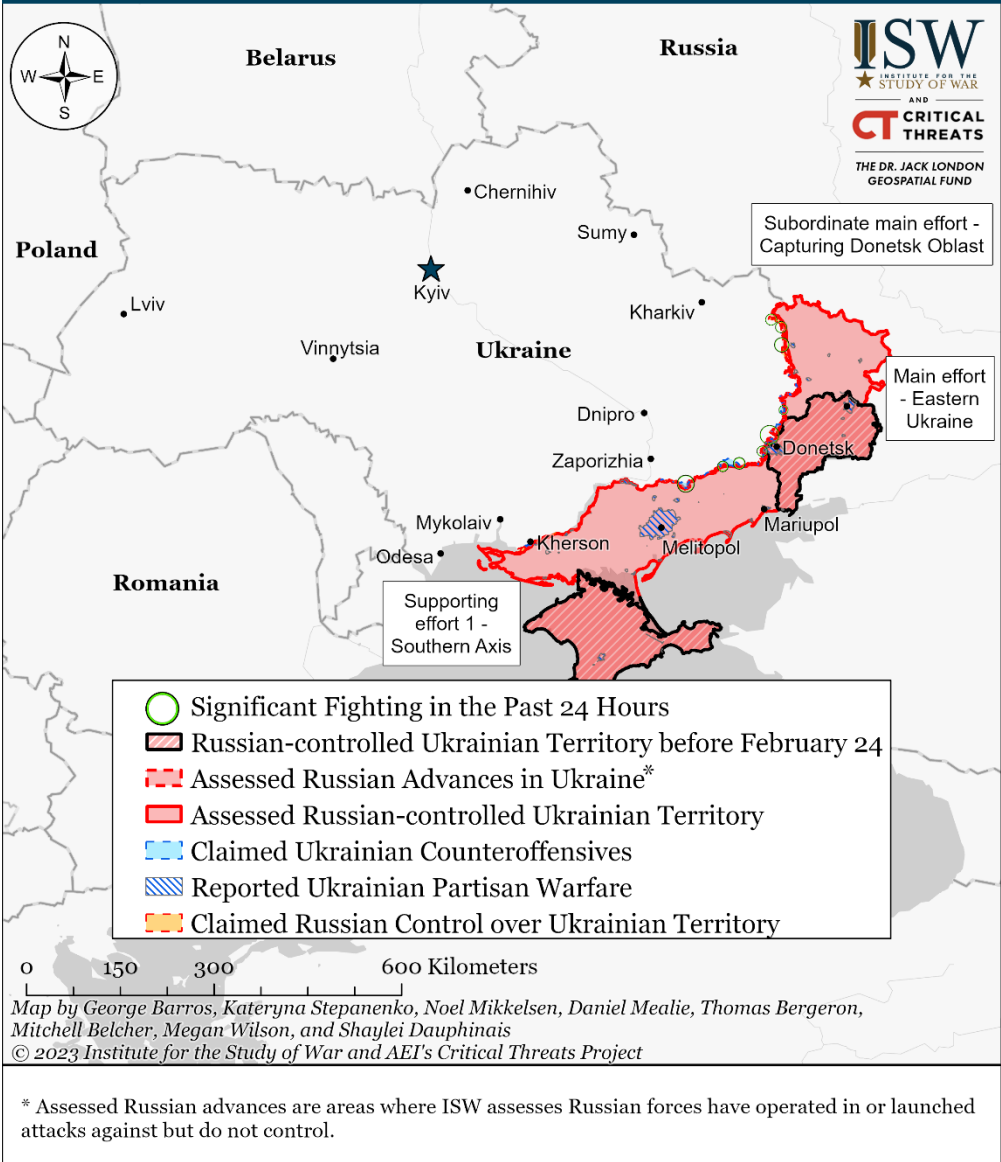 N
W
E
S
Belarus
Russia
ISW
INSTITUTE FOR THE
STUDY OF WAR
AND
CT CRITICAL
THREATS
THE DR. JACK LONDON
GEOSPATIAL FUND
Subordinate main effort -
Capturing Donetsk Oblast
Chernihiv
Sumy
Poland
Kyiv
Lviv
Kharkiv
Vinnytsia
Ukraine
Main effort
- Eastern
Ukraine
Dnipro
Donetsk
Zaporizhia
Mariupol
Mykolaiv
Kherson
Melitopol
Odesa
Romania
Supporting
effort 1 -
Southern Axis
Significant Fighting in the Past 24 Hours
Russian-controlled Ukrainian Territory before February 24
Assessed Russian Advances in Ukraine*
Assessed Russian-controlled Ukrainian Territory
Claimed Ukrainian Counteroffensives
Reported Ukrainian Partisan Warfare
Claimed Russian Control over Ukrainian Territory
0 150 300 600 Kilometers
Map by George Barros, Kateryna Stepanenko, Noel Mikkelsen, Daniel Mealie, Thomas Bergeron,
Mitchell Belcher, Megan Wilson, and Shaylei Dauphinais
© 2023 Institute for the Study of War and AEI's Critical Threats Project
* Assessed Russian advances are areas where ISW assesses Russian forces have operated in or launched
attacks against but do not control.